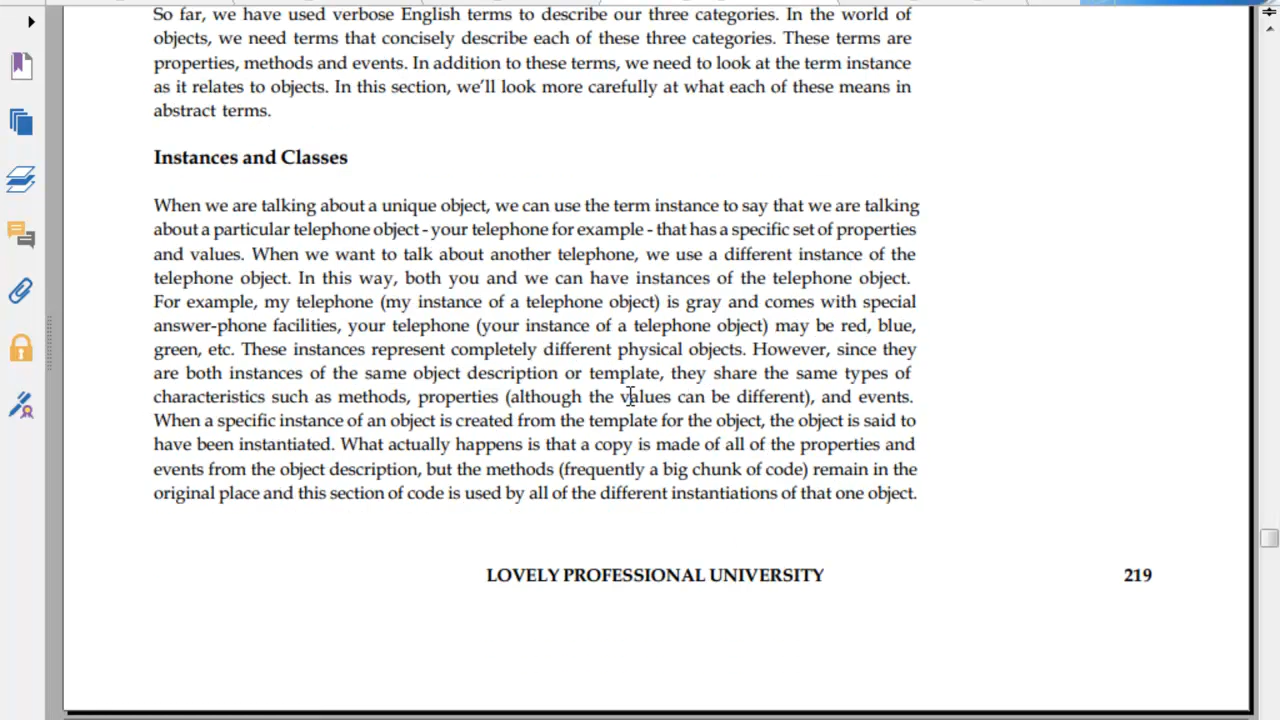 So far, we have used verbose English terms to describe our three categories. In the world of
objects, we need terms that concisely describe each of these three categories. These terms are
properties, methods and events. In addition to these terms, we need to look at the term instance
as it relates to objects. In this section, we’ll look more carefully at what each of these means in
abstract terms.
Instances and Classes
When we are talking about a unique object, we can use the term instance to say that we are talking
about a particular telephone object - your telephone for example - that has a specific set of properties
and values. When we want to talk about another telephone, we use a different instance of the
telephone object. In this way, both you and we can have instances of the telephone object.
For example, my telephone (my instance of a telephone object) is gray and comes with special
answer-phone facilities, your telephone (your instance of a telephone object) may be red, blue,
green, etc. These instances represent completely different physical objects. However, since they
are both instances of the same object description or template, they share the same types of
characteristics such as methods, properties (although the values can be different), and events.
When a specific instance of an object is created from the template for the object, the object is said to
have been instantiated. What actually happens is that a copy is made of all of the properties and
events from the object description, but the methods (frequently a big chunk of code) remain in the
original place and this section of code is used by all of the different instantiations of that one object.
LOVELY PROFESSIONAL UNIVERSITY 219